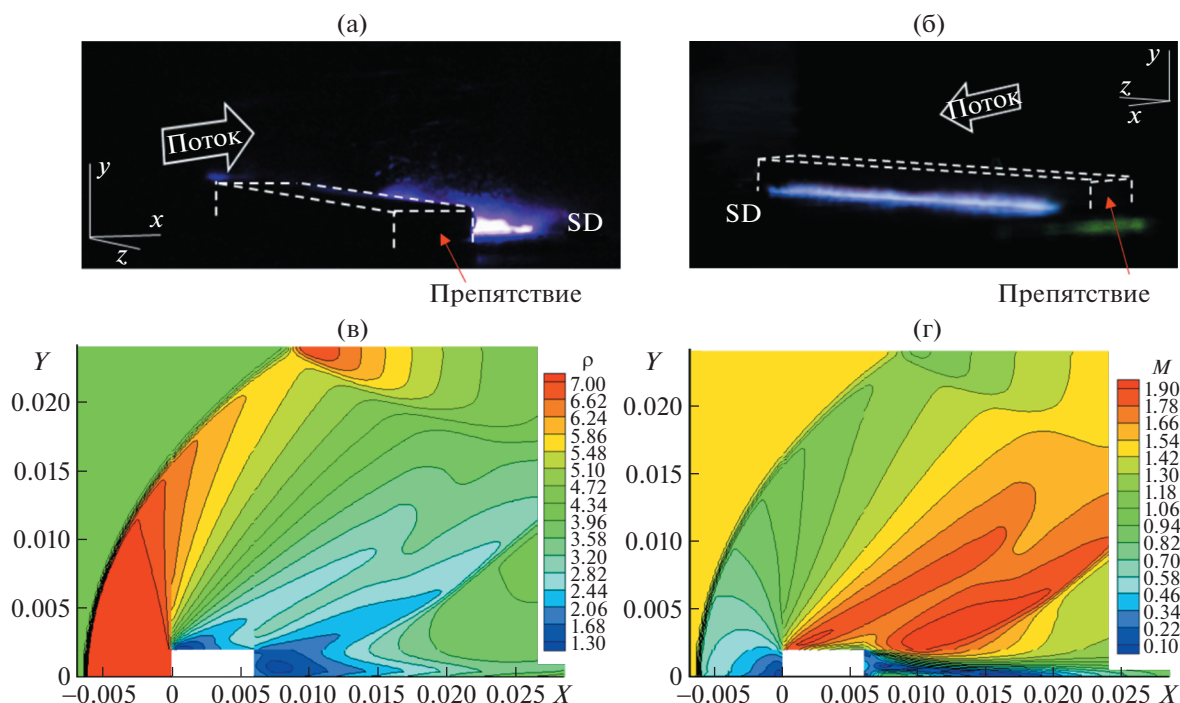 (а)
(б)
Поток
y
x
z
SD
Препятствие
Поток
y
z
x
SD
Препятствие
(в)
(г)
Y
0.020
0.015
0.010
0.005
0
−0.005
0
0.005
0.010
0.015
0.020
0.025
X
ρ
7.00
6.62
6.24
5.86
5.48
5.10
4.72
4.34
3.96
3.58
3.20
2.82
2.44
2.06
1.68
1.30
Y
0.020
0.015
0.010
0.005
0
−0.005
0
0.005
0.010
0.015
0.020
0.025
X
M
1.90
1.78
1.66
1.54
1.42
1.18
1.06
0.94
0.82
0.70
0.58
0.46
0.34
0.22
0.10